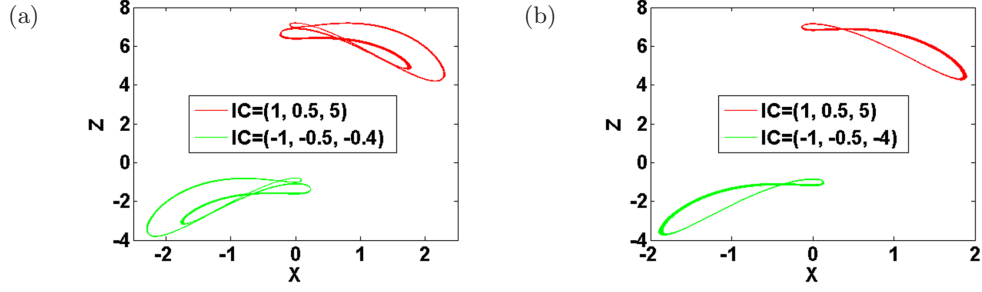 (a)
8
6
4
2
0
-2
-4
Z
IC=(1, 0.5, 5)
IC=(-1, -0.5, -0.4)
-2 -1 0 1 2
X
(b)
8
6
4
2
0
-2
-4
Z
IC=(1, 0.5, 5)
IC=(-1, -0.5, -4)
-2 -1 0 1 2
X